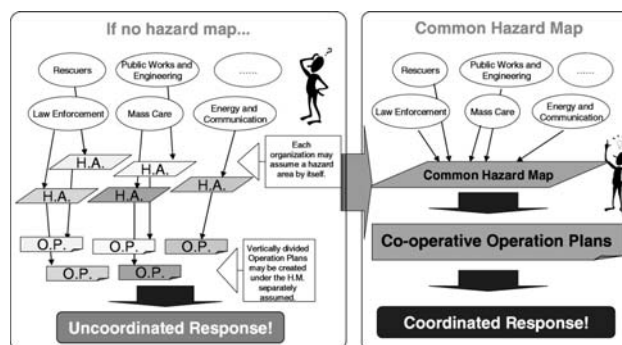 If no hazard map...
Rescuers
Public Works and
Engineering
......
Law Enforcement
Mass Care
Energy and
Communication
H.A.
H.A.
H.A.
H.A.
H.A.
Each
organization may
assume a hazard
area by itself.
O.P.
O.P.
O.P.
O.P.
O.P.
Vertically divided
Operation Plans
may be created
under the H.M.
separately
assumed.
Uncoordinated Response!
Common Hazard Map
Rescuers
Public Works and
Engineering
......
Law Enforcement
Mass Care
Energy and
Communication
Common Hazard Map
Co-operative Operation Plans
Coordinated Response!